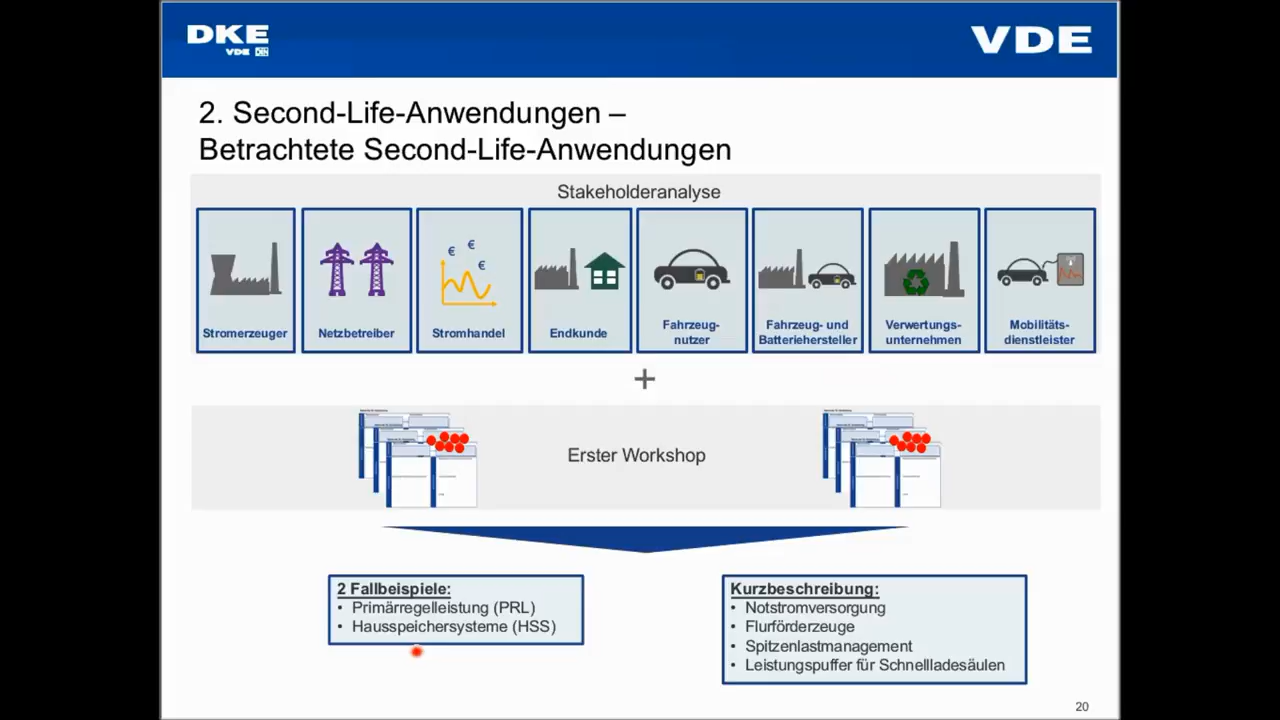 DKE
VDE DIN
VDE
2. Second-Life-Anwendungen –
Betrachtete Second-Life-Anwendungen
Stakeholderanalyse
€ € €
Stromerzeuger
Netzbetreiber
Stromhandel
Endkunde
Fahrzeug-
nutzer
Fahrzeug- und
Batteriehersteller
Verwertungs-
unternehmen
Mobilitäts-
dienstleister
+
Erster Workshop
2 Fallbeispiele:
• Primärregelleistung (PRL)
• Hausspeichersysteme (HSS)
Kurzbeschreibung:
• Notstromversorgung
• Flurförderzeuge
• Spitzenlastmanagement
• Leistungspuffer für Schnellladesäulen
20